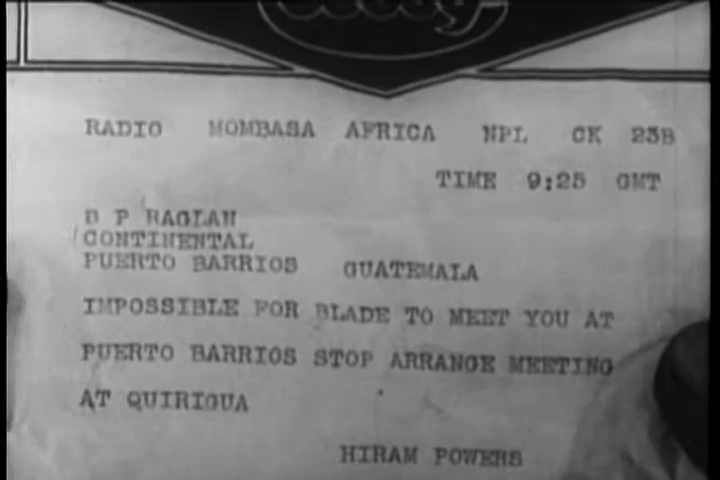 RADIO MOMBASA AFRICA NPL CK 23B
TIME 9:25 GMT
D P RAGLAN
CONTINENTAL
PUERTO BARRIOS GUATEMALA
IMPOSSIBLE FOR BLADE TO MEET YOU AT
PUERTO BARRIOS STOP ARRANGE MEETING
AT QUIRIGUA
HIRAM POWERS